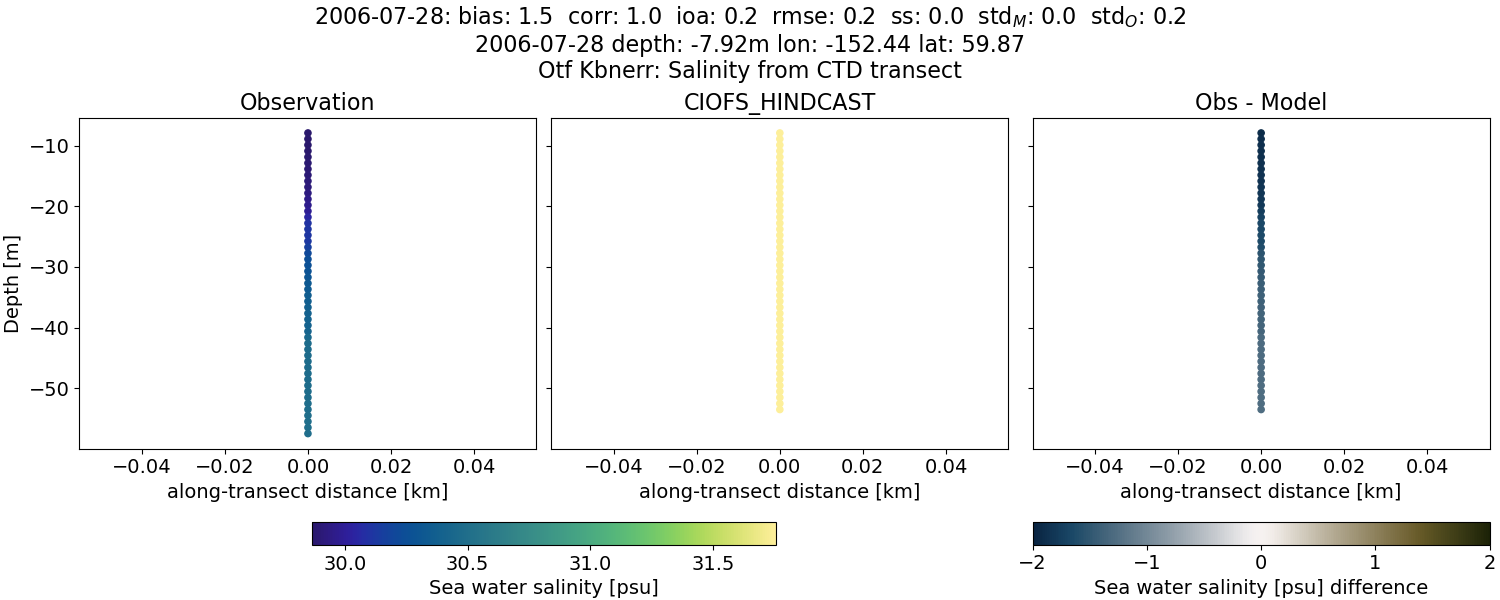 2006-07-28: bias: 1.5  corr: 1.0  ioa: 0.2  rmse: 0.2  ss: 0.0  std_M: 0.0  std_O: 0.2
2006-07-28 depth: -7.92m lon: -152.44 lat: 59.87
Otf Kbnerr: Salinity from CTD transect
Observation
CIOFS_HINDCAST
Obs - Model
Depth [m]
−10
−20
−30
−40
−50
−0.04 −0.02 0.00 0.02 0.04
along-transect distance [km]
−0.04 −0.02 0.00 0.02 0.04
along-transect distance [km]
−0.04 −0.02 0.00 0.02 0.04
along-transect distance [km]
30.0 30.5 31.0 31.5
Sea water salinity [psu]
−2 −1 0 1 2
Sea water salinity [psu] difference